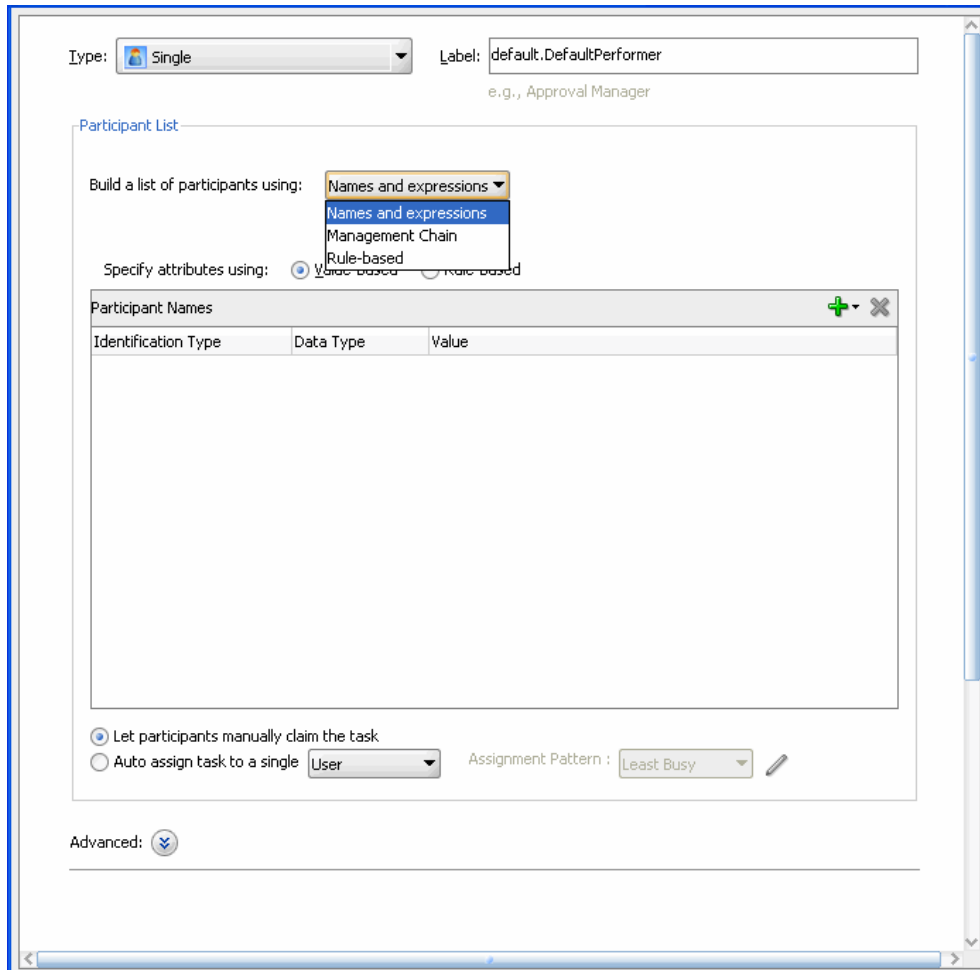 Type: Single Label: default.DefaultPerformer
e.g., Approval Manager
Participant List
Build a list of participants using: Names and expressions
Names and expressions
Management Chain
Rule-based
Specify attributes using:
Participant Names
Identification Type Data Type Value
Let participants manually claim the task
Auto assign task to a single User Assignment Pattern : Least Busy
Advanced: